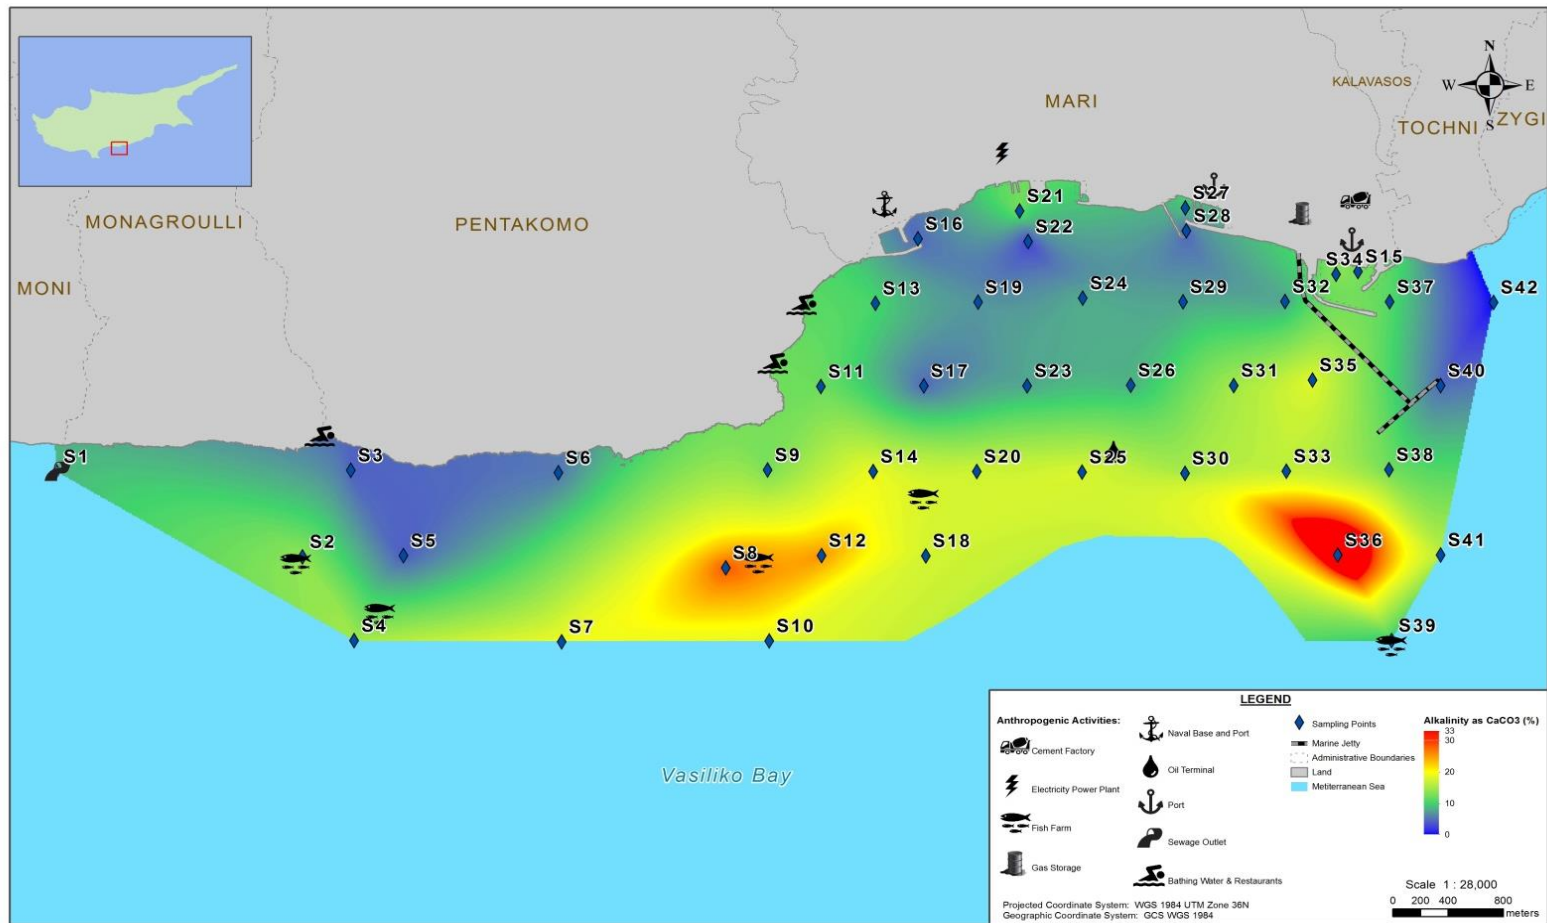 N
W
E
S
KALAVASOS
MARI
TOCHNI
ZYGI
MONAGROULLI
PENTAKOMO
MONI
S27
S21
S28
S16
S22
S34
S15
S13
S19
S24
S29
S32
S37
S42
S11
S17
S23
S26
S31
S35
S40
S1
S3
S6
S9
S14
S20
S25
S30
S33
S38
S2
S5
S8
S12
S18
S36
S41
S4
S7
S10
S39
Vasiliko Bay
LEGEND
Anthropogenic Activities:
Cement Factory
Electricity Power Plant
Fish Farm
Gas Storage
Naval Base and Port
Oil Terminal
Port
Sewage Outlet
Bathing Water & Restaurants
Sampling Points
Marine Jetty
Administrative Boundaries
Land
Metiterranean Sea
Alkalinity as CaCO3 (%)
33
30
20
10
0
Scale 1 : 28,000
0 200 400 800
meters
Projected Coordinate System: WGS 1984 UTM Zone 36N
Geographic Coordinate System: GCS WGS 1984